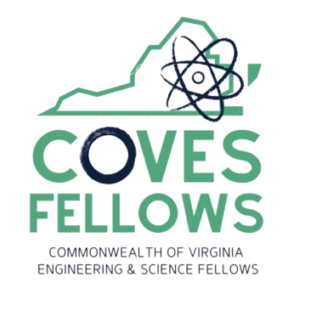 COVES
FELLOWS
COMMONWEALTH OF VIRGINIA
ENGINEERING & SCIENCE FELLOWS